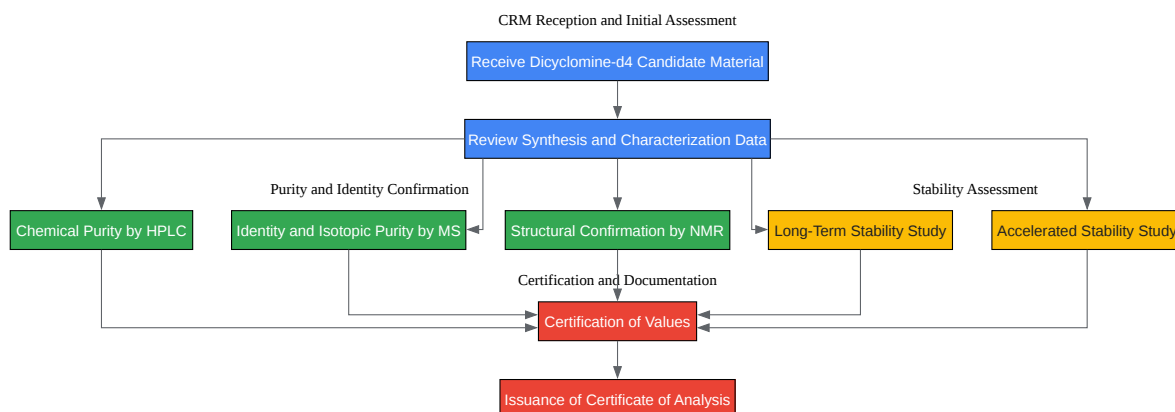 CRM Reception and Initial Assessment
Receive Dicyclomine-d4 Candidate Material
Review Synthesis and Characterization Data
Purity and Identity Confirmation
Stability Assessment
Chemical Purity by HPLC
Identity and Isotopic Purity by MS
Structural Confirmation by NMR
Long-Term Stability Study
Accelerated Stability Study
Certification and Documentation
Certification of Values
Issuance of Certificate of Analysis